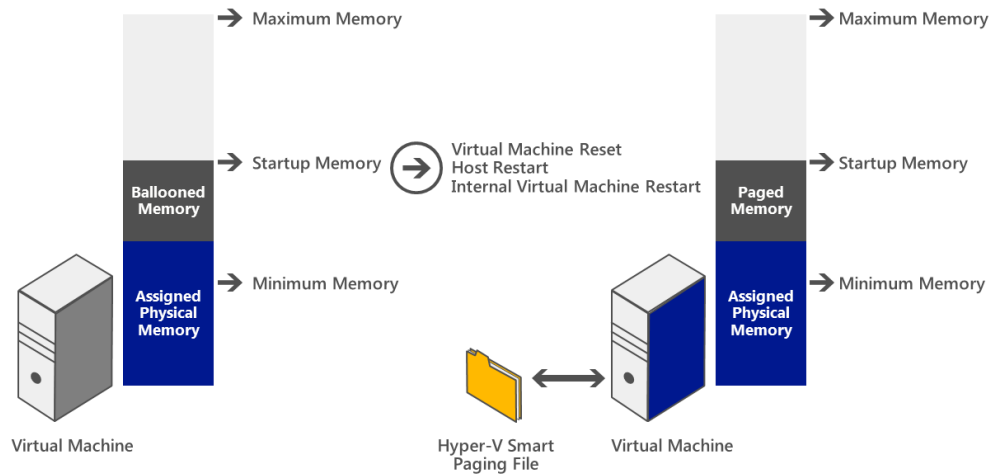 Maximum Memory
Startup Memory
Ballooned
Memory
Minimum Memory
Assigned
Physical
Memory
Virtual Machine
Virtual Machine Reset
Host Restart
Internal Virtual Machine Restart
Maximum Memory
Startup Memory
Paged
Memory
Minimum Memory
Assigned
Physical
Memory
Hyper-V Smart
Paging File
Virtual Machine